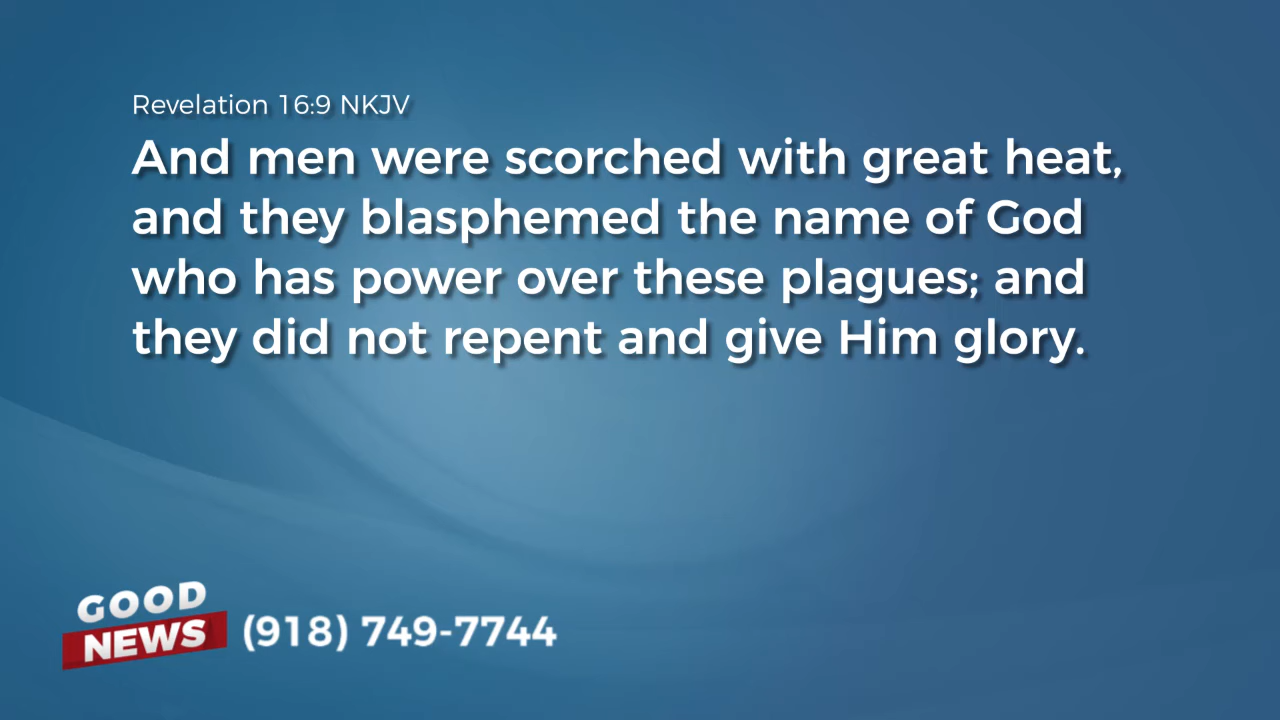 Revelation 16:9 NKJV
And men were scorched with great heat,
and they blasphemed the name of God
who has power over these plagues; and
they did not repent and give Him glory.
GOOD
NEWS
(918) 749-7744